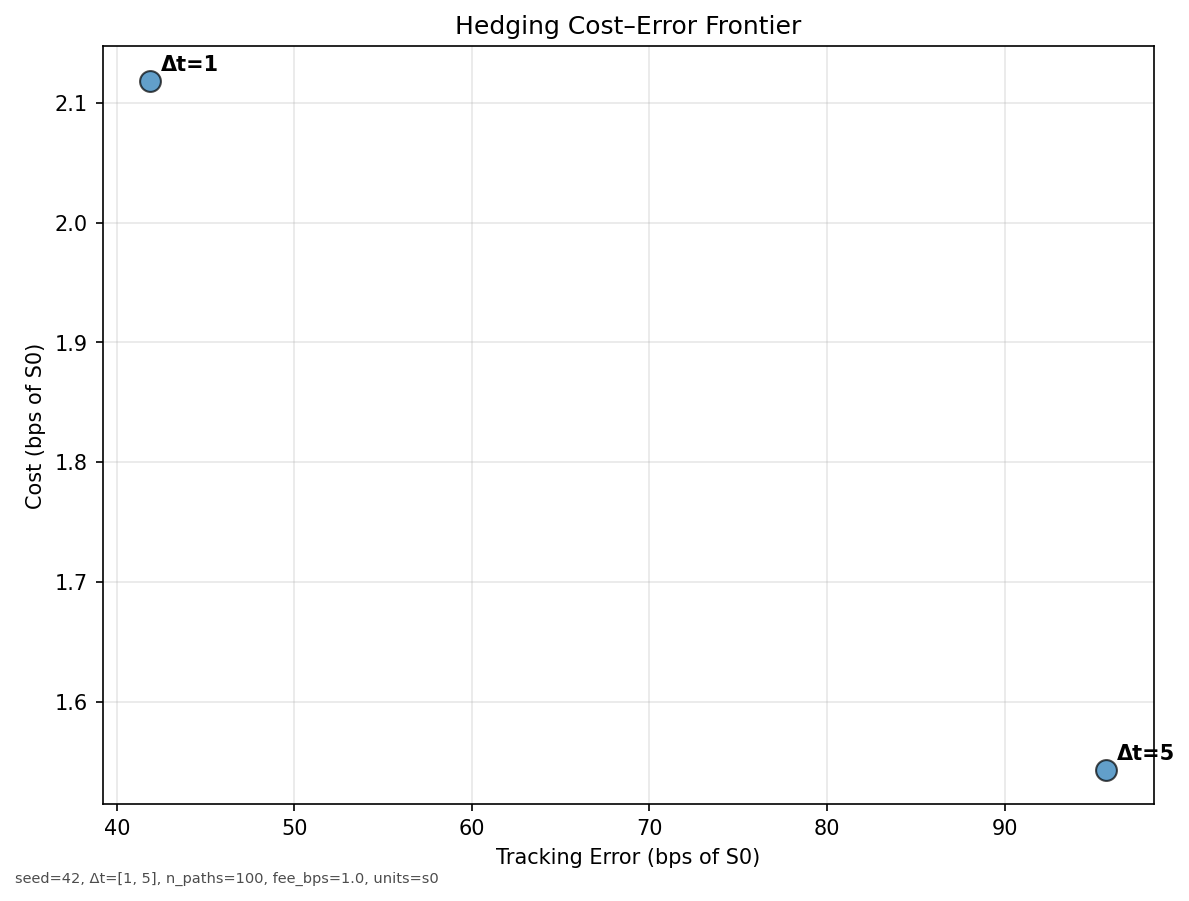 Hedging Cost–Error Frontier
Δt=1
2.1
2.0
1.9
1.8
1.7
1.6
Cost (bps of S0)
Δt=5
40 50 60 70 80 90
Tracking Error (bps of S0)
seed=42, Δt=[1, 5], n_paths=100, fee_bps=1.0, units=s0